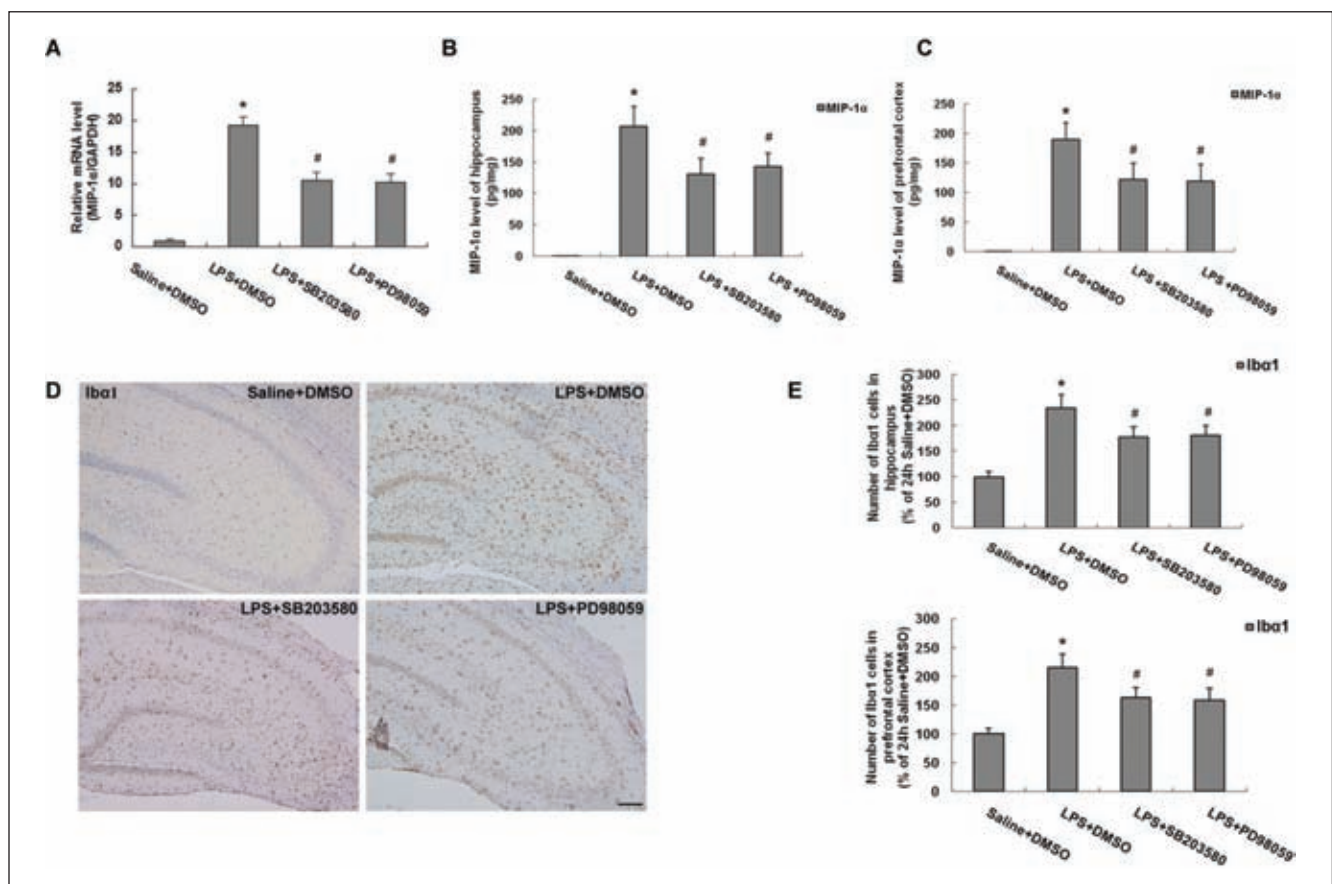 A
Relative mRNA level
(MIP-1α/GAPDH)
25
20
15
10
5
0
*
#
#
Saline+DMSO
LPS+DMSO
LPS+SB203580
LPS+PD98059
B
MIP-1α level of hippocampus
(pg/mg)
250
200
150
100
50
0
*
#
#
MIP-1α
Saline+DMSO
LPS+DMSO
LPS+SB203580
LPS+PD98059
C
MIP-1α level of prefrontal cortex
(pg/mg)
250
200
150
100
50
0
*
#
#
MIP-1α
Saline+DMSO
LPS+DMSO
LPS+SB203580
LPS+PD98059
D
Ibα1 Saline+DMSO
LPS+DMSO
LPS+SB203580
LPS+PD98059
E
Number of Ibα1 cells in
hippocampus
(% of 24h Saline+DMSO)
300
250
200
150
100
50
0
*
#
#
Ibα1
Saline+DMSO
LPS+DMSO
LPS+SB203580
LPS+PD98059
Number of Ibα1 cells in
prefrontal cortex
(% of 24h Saline+DMSO)
300
250
200
150
100
50
0
*
#
#
Ibα1
Saline+DMSO
LPS+DMSO
LPS+SB203580
LPS+PD98059